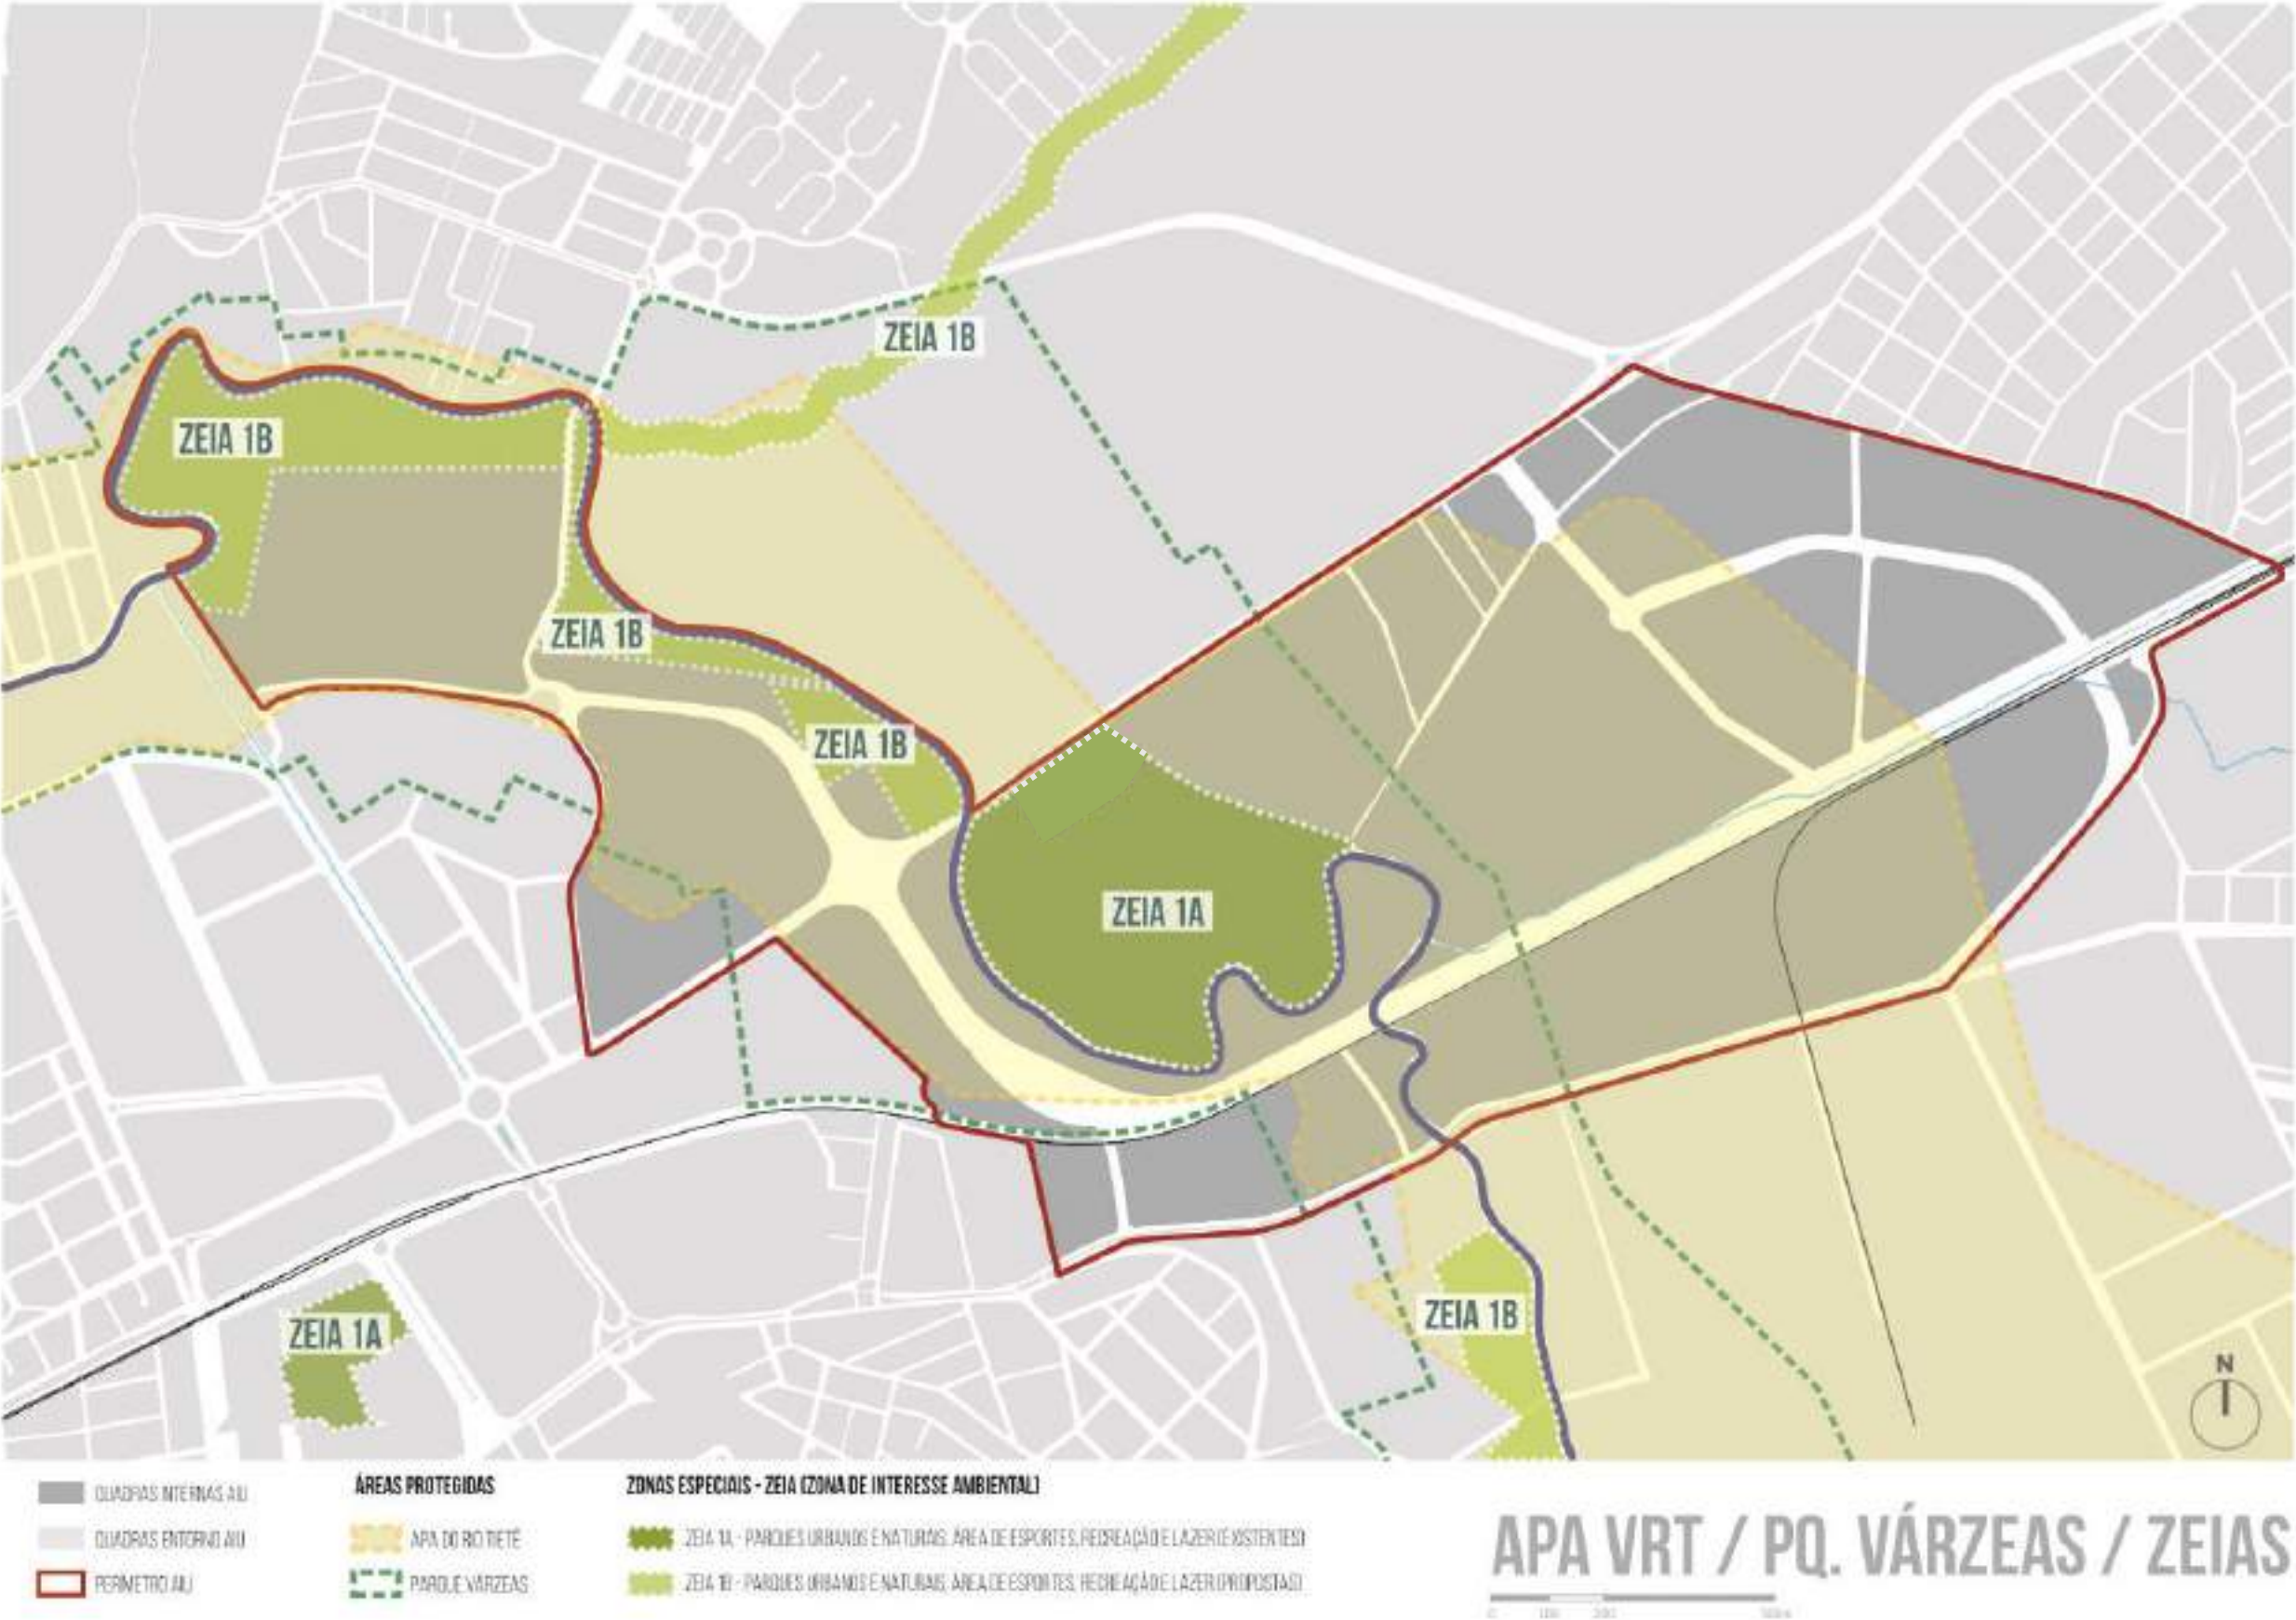 ZEIA 1B
ZEIA 1B
ZEIA 1B
ZEIA 1B
ZEIA 1A
ZEIA 1B
ZEIA 1A
N
QUADRAS INTERNAS AIU
QUADRAS ENTORNO AIU
PERÍMETRO AIU
ÁREAS PROTEGIDAS
APA DO RIO TIETÊ
PARQUE VÁRZEAS
ZONAS ESPECIAIS - ZEIA (ZONA DE INTERESSE AMBIENTAL)
ZEIA 1A - PARQUES URBANOS E NATURAIS, ÁREA DE ESPORTES, RECREAÇÃO E LAZER (EXISTENTES)
ZEIA 1B - PARQUES URBANOS E NATURAIS, ÁREA DE ESPORTES, RECREAÇÃO E LAZER (PROPOSTAS)
APA VRT / PQ. VÁRZEAS / ZEIAS
0 100 200